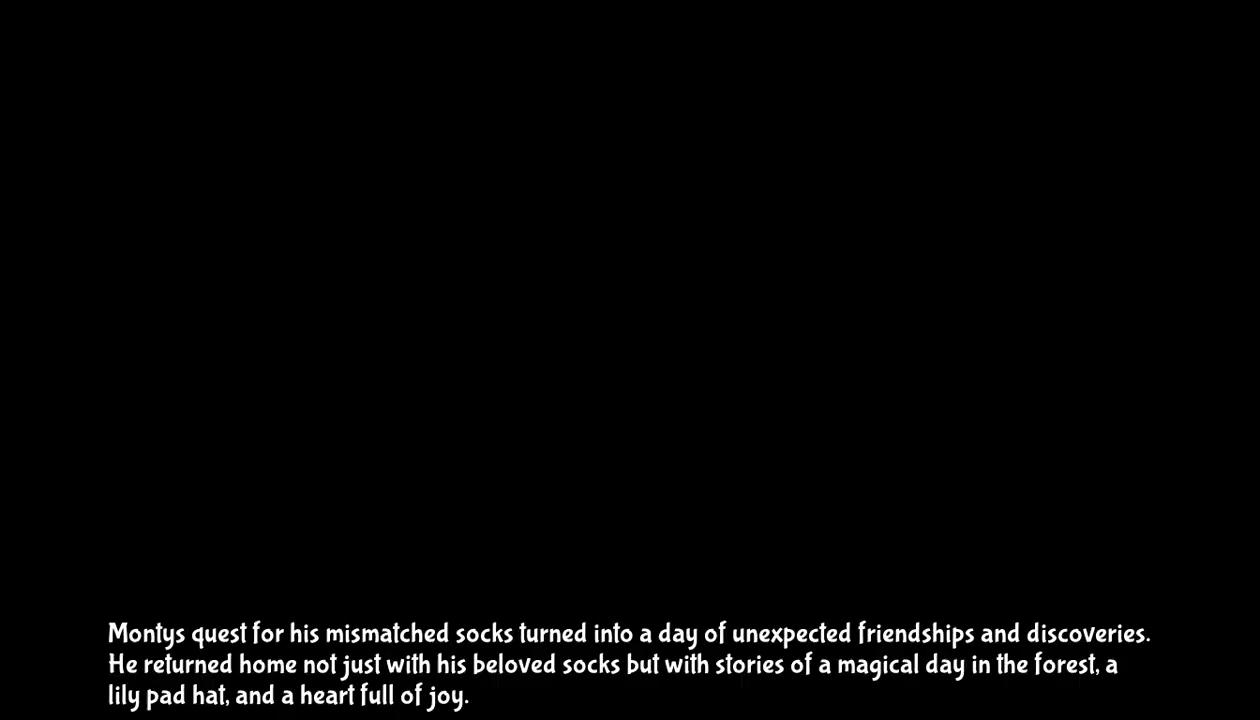 Montys quest for his mismatched socks turned into a day of unexpected friendships and discoveries.
He returned home not just with his beloved socks but with stories of a magical day in the forest, a
lily pad hat, and a heart full of joy.